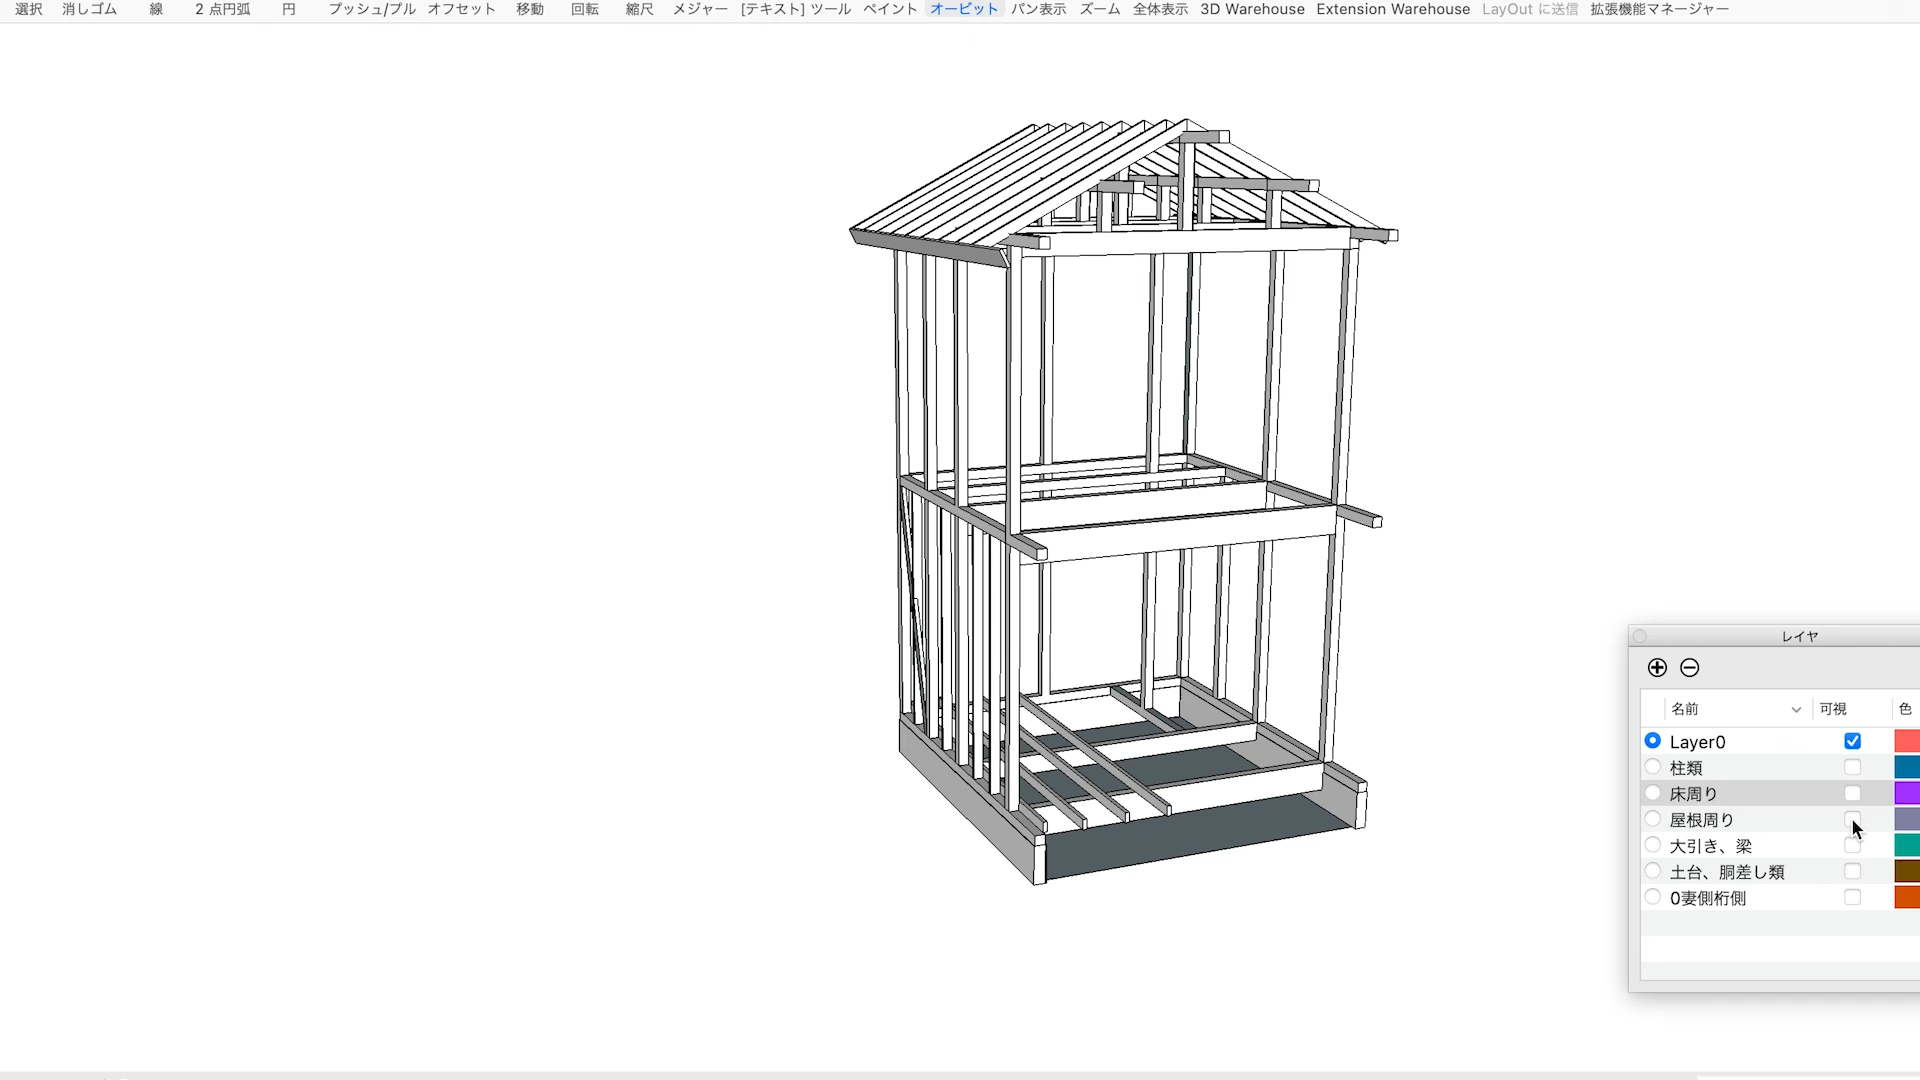 選択 消しゴム 線 2 点円弧 円 プッシュ/プル オフセット 移動 回転 縮尺 メジャー [テキスト] ツール ペイント オービット パン表示 ズーム 全体表示 3D Warehouse Extension Warehouse LayOut に送信 拡張機能マネージャー
レイヤ
名前 可視 色
Layer0
柱類
床周り
屋根周り
大引き、梁
土台、胴差し類
0妻側桁側